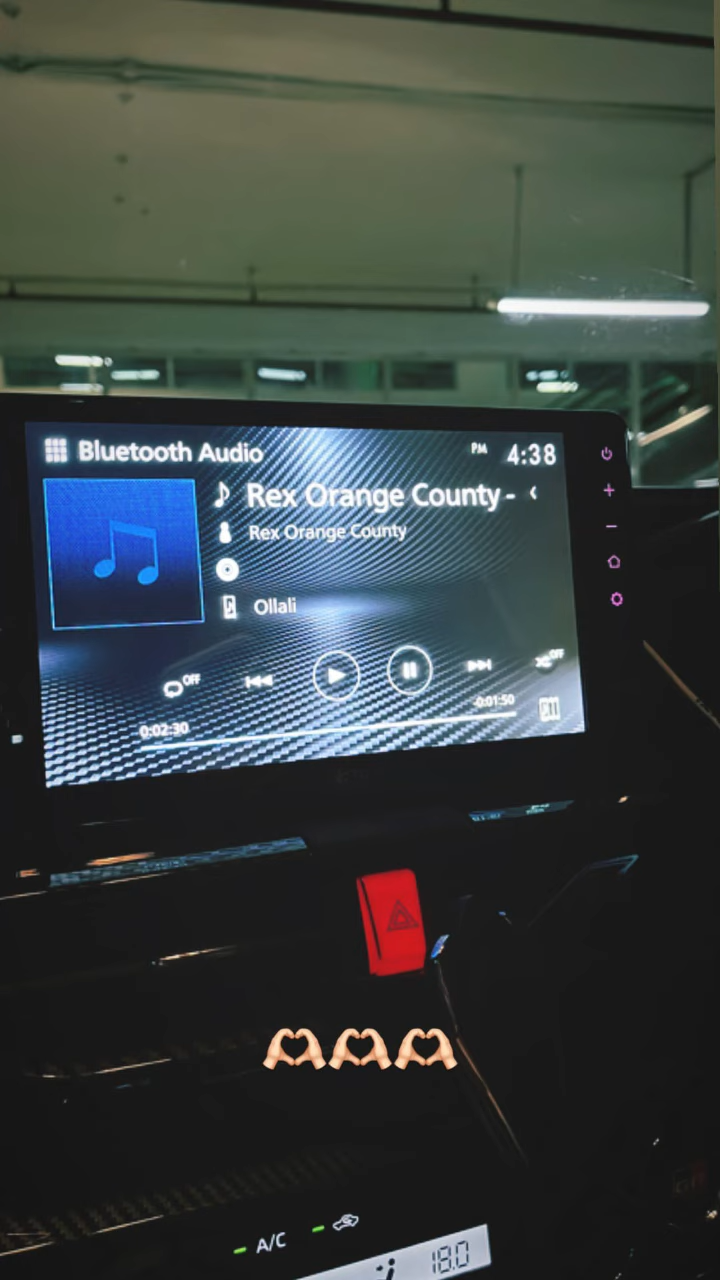 Bluetooth Audio
PM 4:38
Rex Orange County -
Rex Orange County
Ollali
OFF
OFF
0:02:30
-0:01:50
A/C
18.0